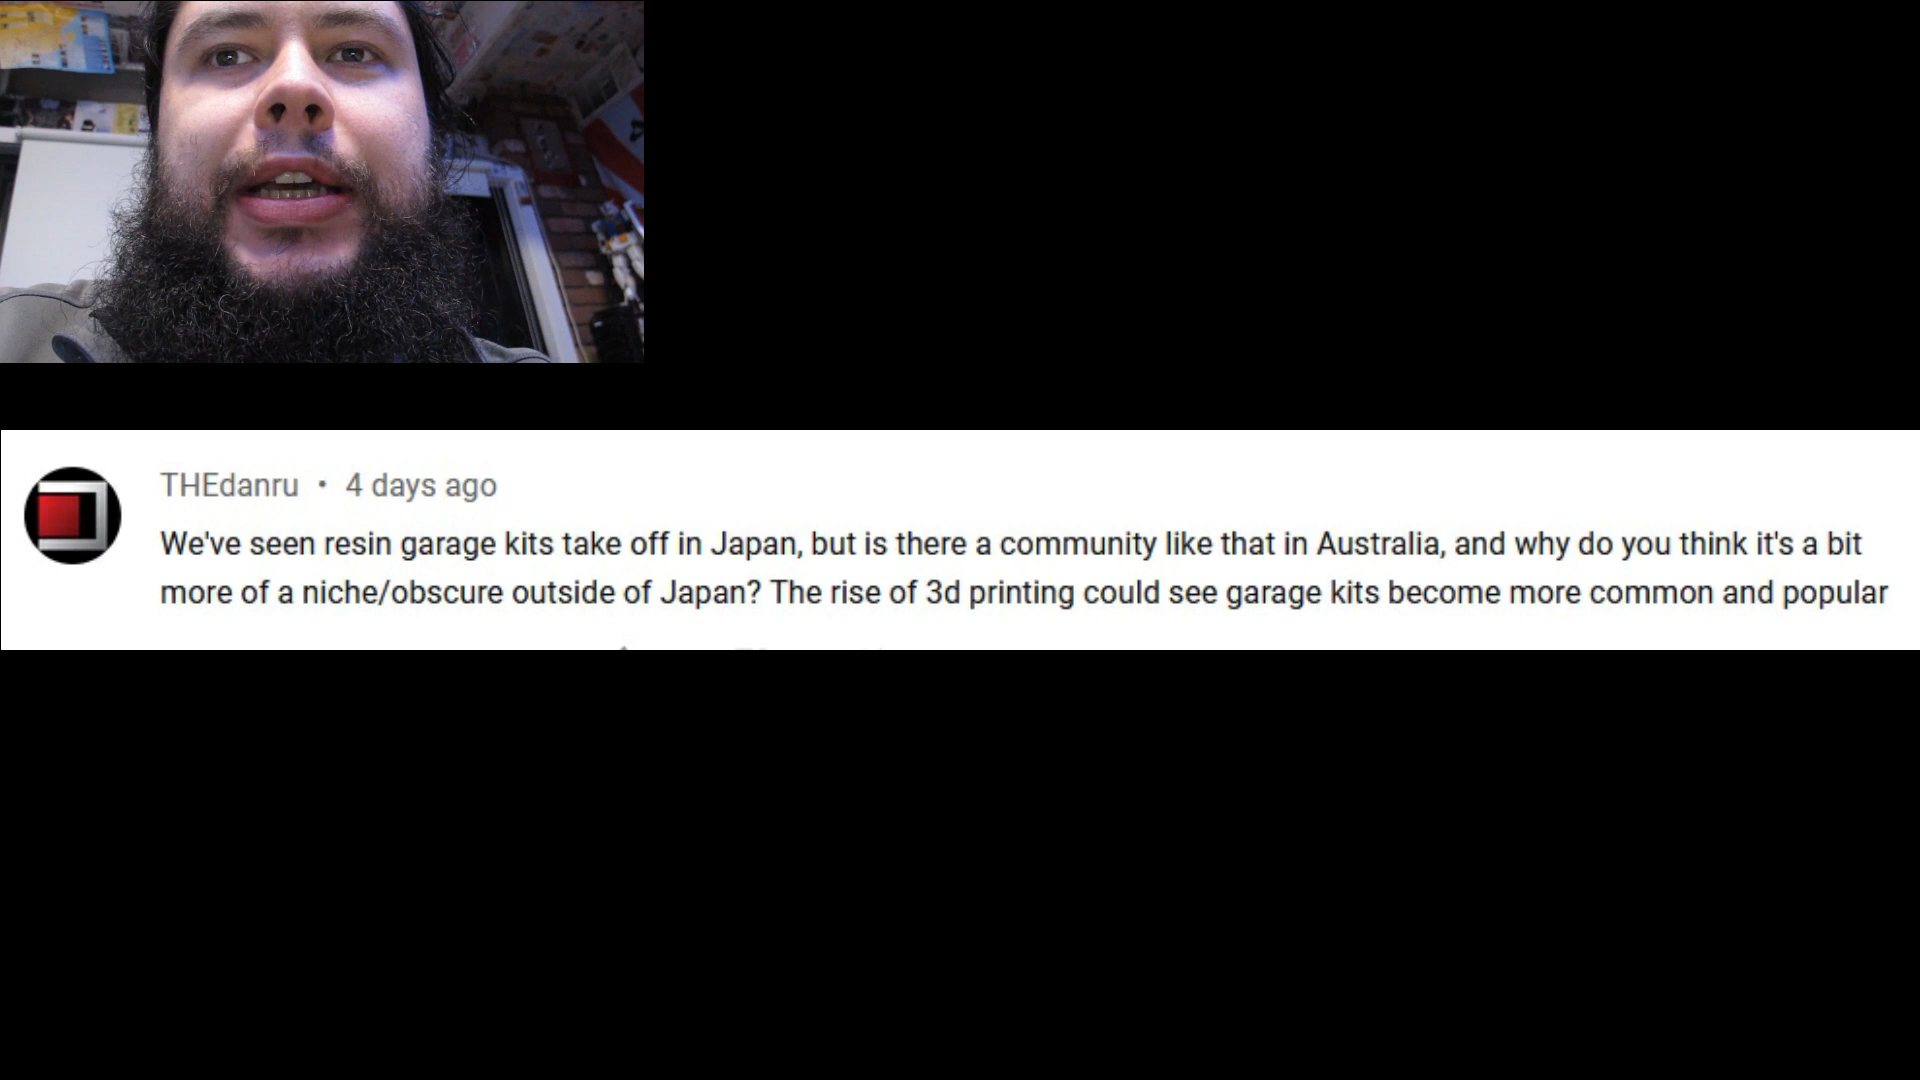 THEdanru • 4 days ago
We've seen resin garage kits take off in Japan, but is there a community like that in Australia, and why do you think it's a bit
more of a niche/obscure outside of Japan? The rise of 3d printing could see garage kits become more common and popular